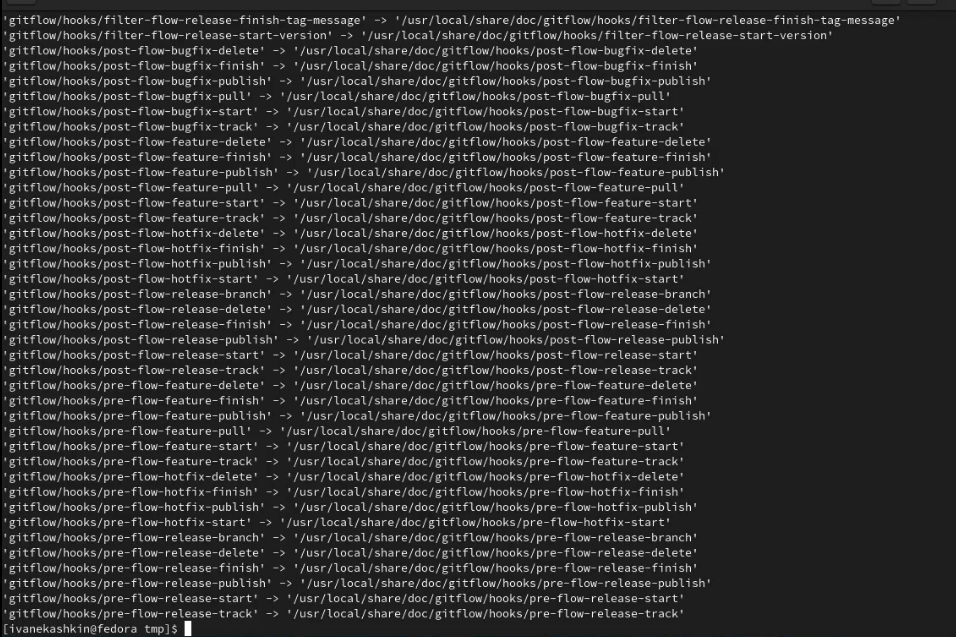 'gitflow/hooks/filter-flow-release-finish-tag-message' -> '/usr/local/share/doc/gitflow/hooks/filter-flow-release-finish-tag-message'
'gitflow/hooks/filter-flow-release-start-version' -> '/usr/local/share/doc/gitflow/hooks/filter-flow-release-start-version'
'gitflow/hooks/post-flow-bugfix-delete' -> '/usr/local/share/doc/gitflow/hooks/post-flow-bugfix-delete'
'gitflow/hooks/post-flow-bugfix-finish' -> '/usr/local/share/doc/gitflow/hooks/post-flow-bugfix-finish'
'gitflow/hooks/post-flow-bugfix-publish' -> '/usr/local/share/doc/gitflow/hooks/post-flow-bugfix-publish'
'gitflow/hooks/post-flow-bugfix-pull' -> '/usr/local/share/doc/gitflow/hooks/post-flow-bugfix-pull'
'gitflow/hooks/post-flow-bugfix-start' -> '/usr/local/share/doc/gitflow/hooks/post-flow-bugfix-start'
'gitflow/hooks/post-flow-bugfix-track' -> '/usr/local/share/doc/gitflow/hooks/post-flow-bugfix-track'
'gitflow/hooks/post-flow-feature-delete' -> '/usr/local/share/doc/gitflow/hooks/post-flow-feature-delete'
'gitflow/hooks/post-flow-feature-finish' -> '/usr/local/share/doc/gitflow/hooks/post-flow-feature-finish'
'gitflow/hooks/post-flow-feature-publish' -> '/usr/local/share/doc/gitflow/hooks/post-flow-feature-publish'
'gitflow/hooks/post-flow-feature-pull' -> '/usr/local/share/doc/gitflow/hooks/post-flow-feature-pull'
'gitflow/hooks/post-flow-feature-start' -> '/usr/local/share/doc/gitflow/hooks/post-flow-feature-start'
'gitflow/hooks/post-flow-feature-track' -> '/usr/local/share/doc/gitflow/hooks/post-flow-feature-track'
'gitflow/hooks/post-flow-hotfix-delete' -> '/usr/local/share/doc/gitflow/hooks/post-flow-hotfix-delete'
'gitflow/hooks/post-flow-hotfix-finish' -> '/usr/local/share/doc/gitflow/hooks/post-flow-hotfix-finish'
'gitflow/hooks/post-flow-hotfix-publish' -> '/usr/local/share/doc/gitflow/hooks/post-flow-hotfix-publish'
'gitflow/hooks/post-flow-hotfix-start' -> '/usr/local/share/doc/gitflow/hooks/post-flow-hotfix-start'
'gitflow/hooks/post-flow-release-branch' -> '/usr/local/share/doc/gitflow/hooks/post-flow-release-branch'
'gitflow/hooks/post-flow-release-delete' -> '/usr/local/share/doc/gitflow/hooks/post-flow-release-delete'
'gitflow/hooks/post-flow-release-finish' -> '/usr/local/share/doc/gitflow/hooks/post-flow-release-finish'
'gitflow/hooks/post-flow-release-publish' -> '/usr/local/share/doc/gitflow/hooks/post-flow-release-publish'
'gitflow/hooks/post-flow-release-start' -> '/usr/local/share/doc/gitflow/hooks/post-flow-release-start'
'gitflow/hooks/post-flow-release-track' -> '/usr/local/share/doc/gitflow/hooks/post-flow-release-track'
'gitflow/hooks/pre-flow-feature-delete' -> '/usr/local/share/doc/gitflow/hooks/pre-flow-feature-delete'
'gitflow/hooks/pre-flow-feature-finish' -> '/usr/local/share/doc/gitflow/hooks/pre-flow-feature-finish'
'gitflow/hooks/pre-flow-feature-publish' -> '/usr/local/share/doc/gitflow/hooks/pre-flow-feature-publish'
'gitflow/hooks/pre-flow-feature-pull' -> '/usr/local/share/doc/gitflow/hooks/pre-flow-feature-pull'
'gitflow/hooks/pre-flow-feature-start' -> '/usr/local/share/doc/gitflow/hooks/pre-flow-feature-start'
'gitflow/hooks/pre-flow-feature-track' -> '/usr/local/share/doc/gitflow/hooks/pre-flow-feature-track'
'gitflow/hooks/pre-flow-hotfix-delete' -> '/usr/local/share/doc/gitflow/hooks/pre-flow-hotfix-delete'
'gitflow/hooks/pre-flow-hotfix-finish' -> '/usr/local/share/doc/gitflow/hooks/pre-flow-hotfix-finish'
'gitflow/hooks/pre-flow-hotfix-publish' -> '/usr/local/share/doc/gitflow/hooks/pre-flow-hotfix-publish'
'gitflow/hooks/pre-flow-hotfix-start' -> '/usr/local/share/doc/gitflow/hooks/pre-flow-hotfix-start'
'gitflow/hooks/pre-flow-release-branch' -> '/usr/local/share/doc/gitflow/hooks/pre-flow-release-branch'
'gitflow/hooks/pre-flow-release-delete' -> '/usr/local/share/doc/gitflow/hooks/pre-flow-release-delete'
'gitflow/hooks/pre-flow-release-finish' -> '/usr/local/share/doc/gitflow/hooks/pre-flow-release-finish'
'gitflow/hooks/pre-flow-release-publish' -> '/usr/local/share/doc/gitflow/hooks/pre-flow-release-publish'
'gitflow/hooks/pre-flow-release-start' -> '/usr/local/share/doc/gitflow/hooks/pre-flow-release-start'
'gitflow/hooks/pre-flow-release-track' -> '/usr/local/share/doc/gitflow/hooks/pre-flow-release-track'
[ivanekashkin@fedora tmp]$